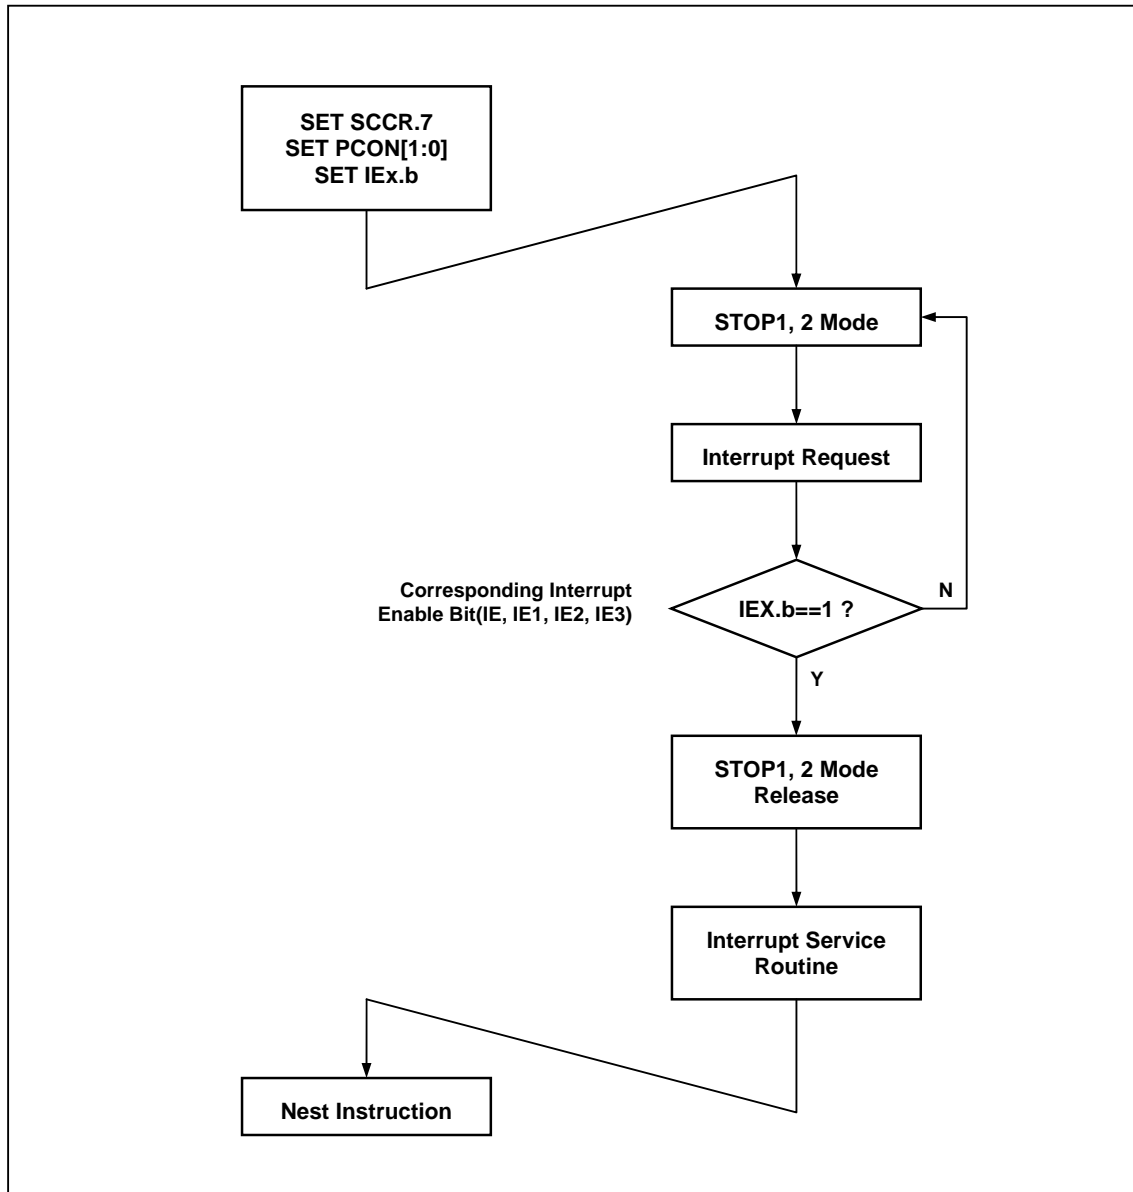 SET SCCR.7
SET PCON[1:0]
SET IEx.b
STOP1, 2 Mode
Interrupt Request
Corresponding Interrupt
Enable Bit(IE, IE1, IE2, IE3)
IEX.b==1 ?
N
Y
STOP1, 2 Mode
Release
Interrupt Service
Routine
Nest Instruction